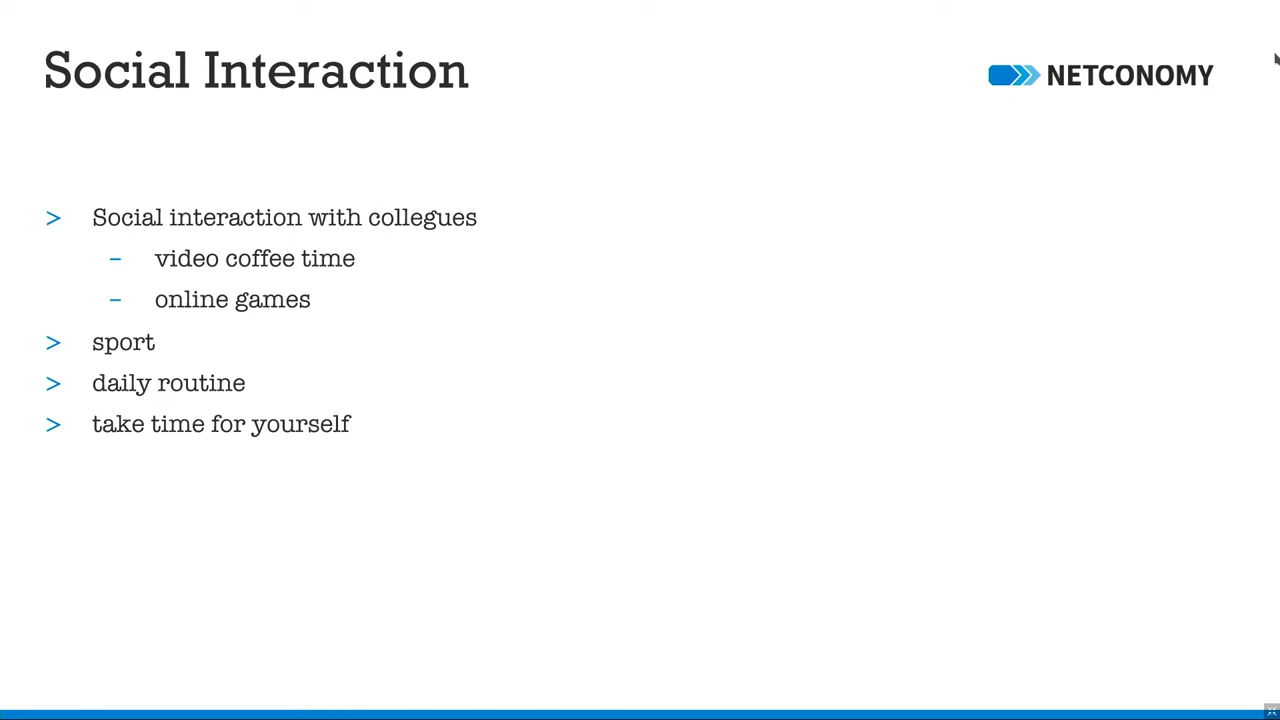 Social Interaction
NETCONOMY
> Social interaction with collegues
– video coffee time
– online games
> sport
> daily routine
> take time for yourself